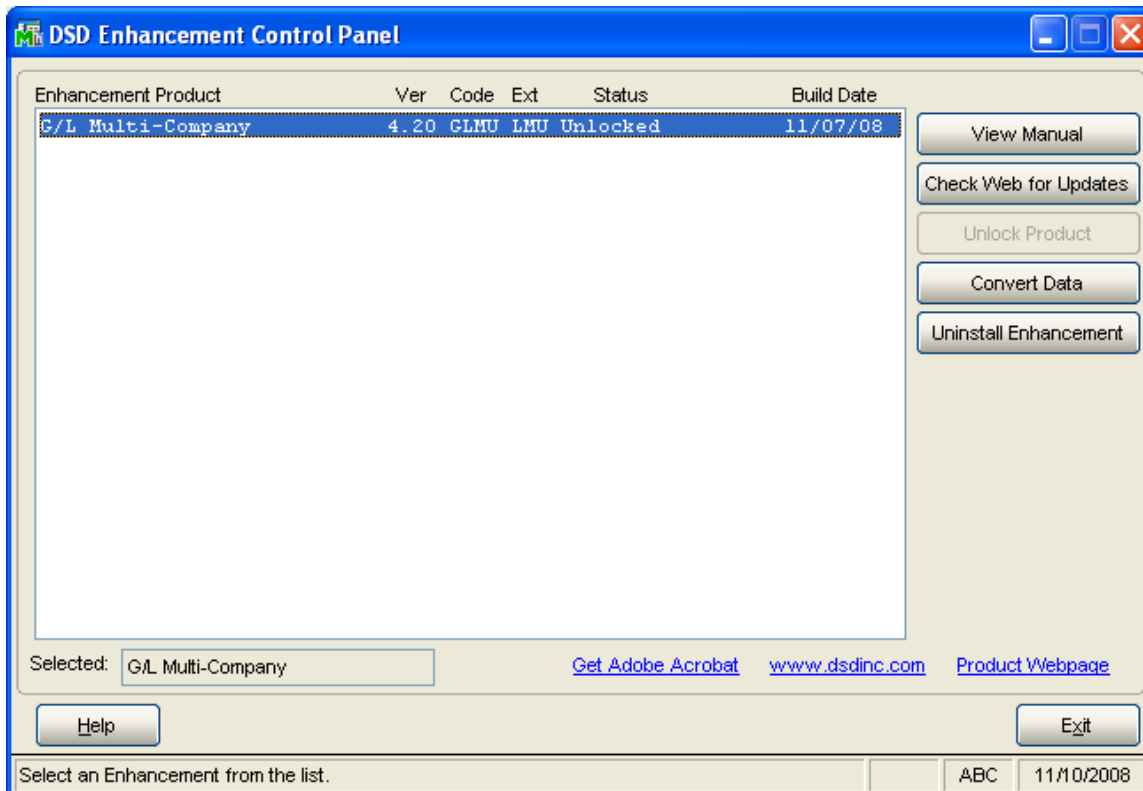 DSD Enhancement Control Panel
Enhancement Product Ver Code Ext Status Build Date
G/L Multi-Company 4.20 GLMU LMU Unlocked 11/07/08
View Manual
Check Web for Updates
Unlock Product
Convert Data
Uninstall Enhancement
Selected: G/L Multi-Company Get Adobe Acrobat www.dsdinc.com Product Webpage
Help Exit
Select an Enhancement from the list. ABC 11/10/2008